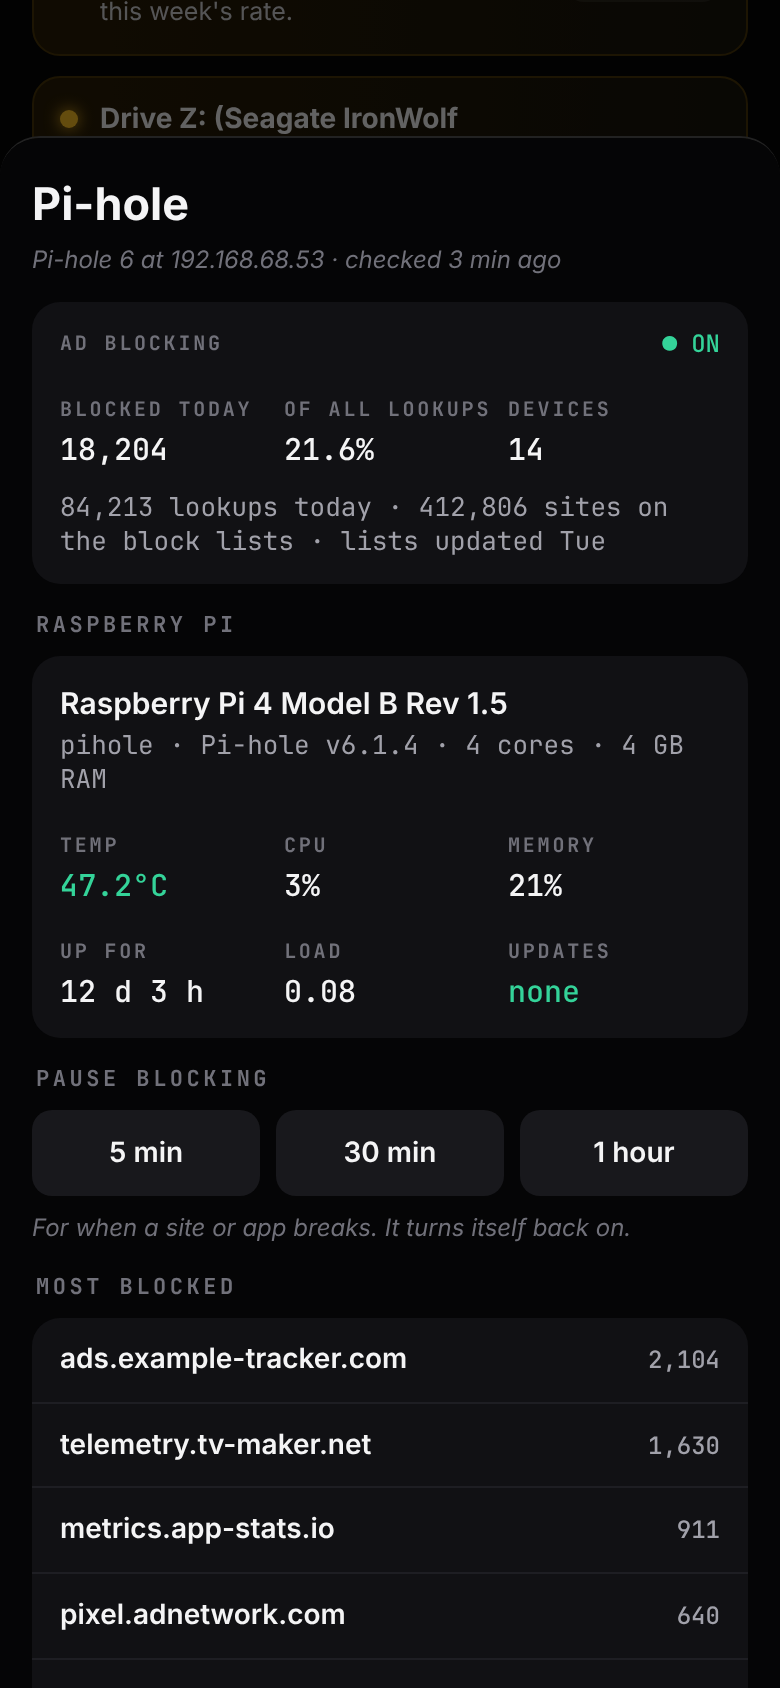 this week's rate.
Drive Z: (Seagate IronWolf
Pi-hole
Pi-hole 6 at 192.168.68.53 · checked 3 min ago
AD BLOCKING ON
BLOCKED TODAY OF ALL LOOKUPS DEVICES
18,204 21.6% 14
84,213 lookups today · 412,806 sites on
the block lists · lists updated Tue
RASPBERRY PI
Raspberry Pi 4 Model B Rev 1.5
pihole · Pi-hole v6.1.4 · 4 cores · 4 GB
RAM
TEMP CPU MEMORY
47.2°C 3% 21%
UP FOR LOAD UPDATES
12 d 3 h 0.08 none
PAUSE BLOCKING
5 min 30 min 1 hour
For when a site or app breaks. It turns itself back on.
MOST BLOCKED
ads.example-tracker.com 2,104
telemetry.tv-maker.net 1,630
metrics.app-stats.io 911
pixel.adnetwork.com 640